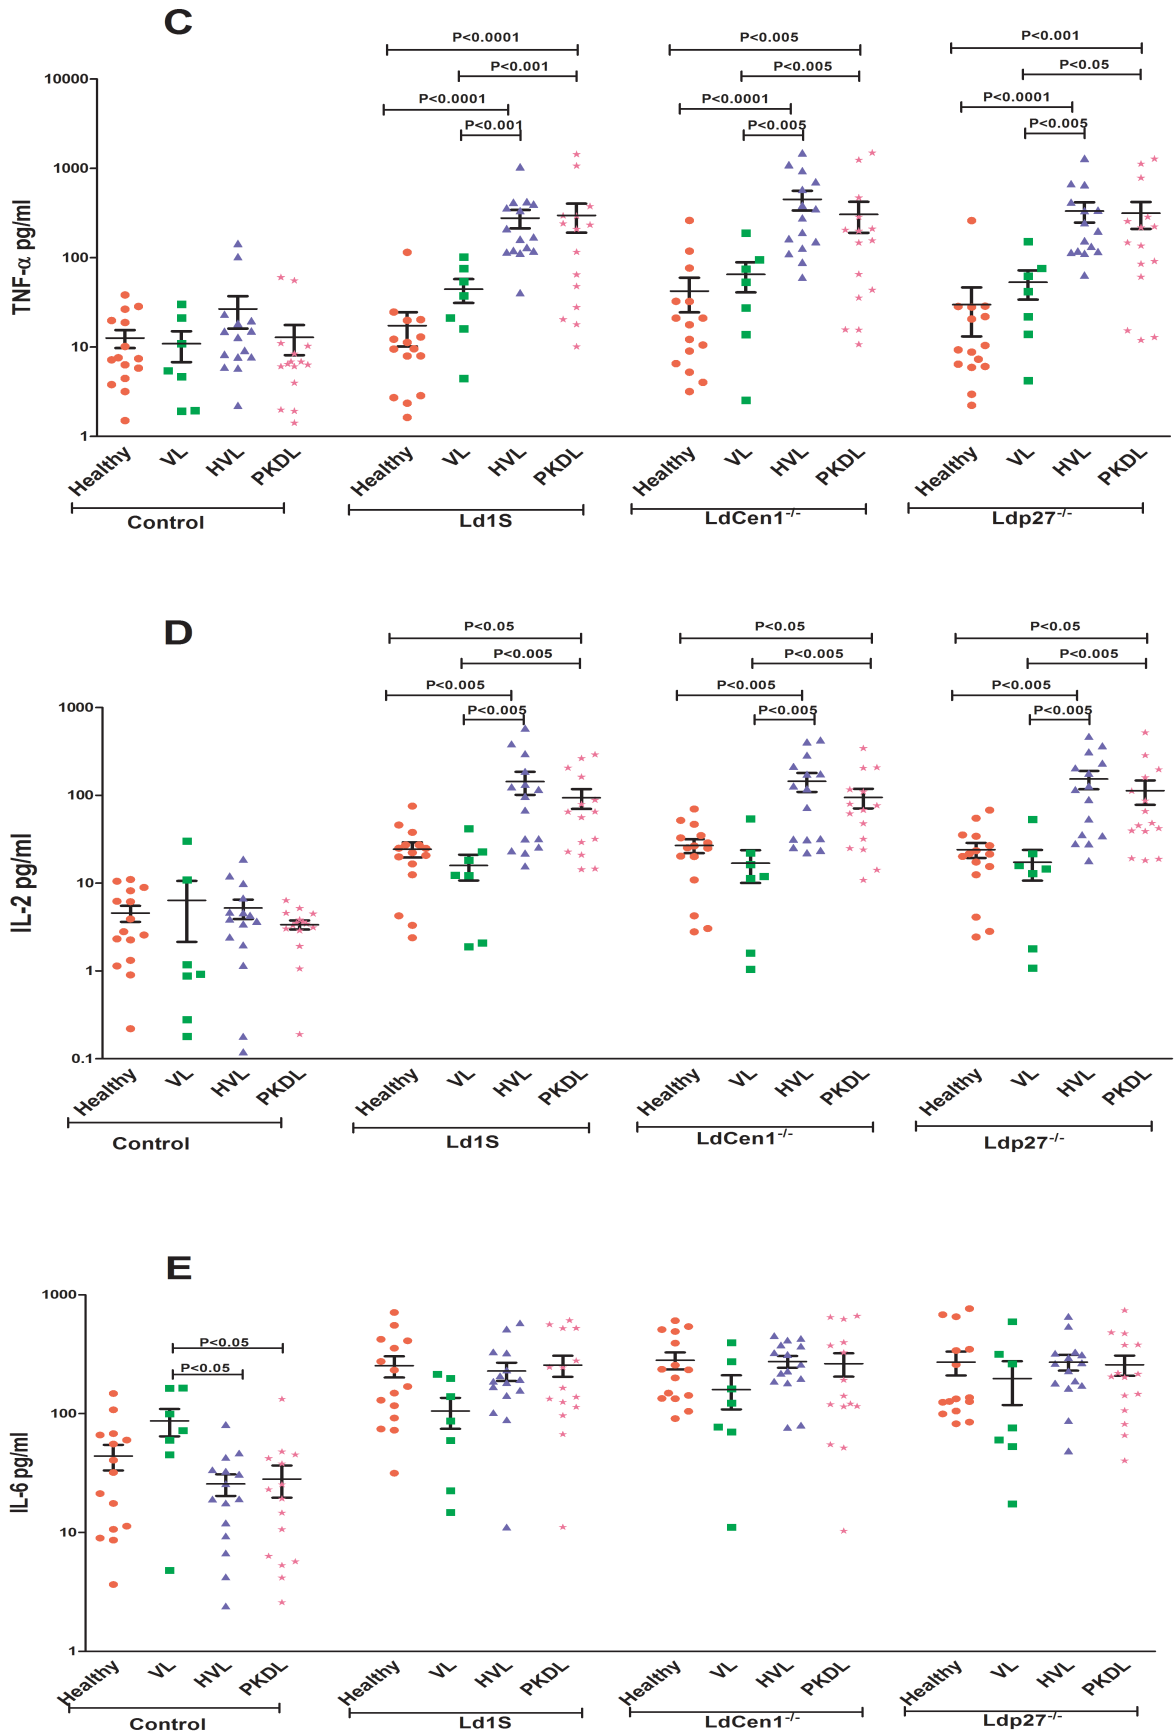 C
P<0.0001 P<0.005 P<0.001
P<0.001 P<0.005 P<0.05
P<0.0001 P<0.0001 P<0.0001
P<0.001 P<0.005 P<0.005
TNF-α pg/ml
10000
1000
100
10
1
Healthy VL HVL PKDL Healthy VL HVL PKDL Healthy VL HVL PKDL Healthy VL HVL PKDL
Control Ld1S LdCen1-/- Ldp27-/-
D
P<0.05 P<0.05 P<0.05
P<0.005 P<0.005 P<0.005
P<0.005 P<0.005 P<0.005
P<0.005 P<0.005 P<0.005
IL-2 pg/ml
1000
100
10
1
0.1
Healthy VL HVL PKDL Healthy VL HVL PKDL Healthy VL HVL PKDL Healthy VL HVL PKDL
Control Ld1S LdCen1-/- Ldp27-/-
E
P<0.05
P<0.05
IL-6 pg/ml
1000
100
10
1
Healthy VL HVL PKDL Healthy VL HVL PKDL Healthy VL HVL PKDL Healthy VL HVL PKDL
Control Ld1S LdCen1-/- Ldp27-/-